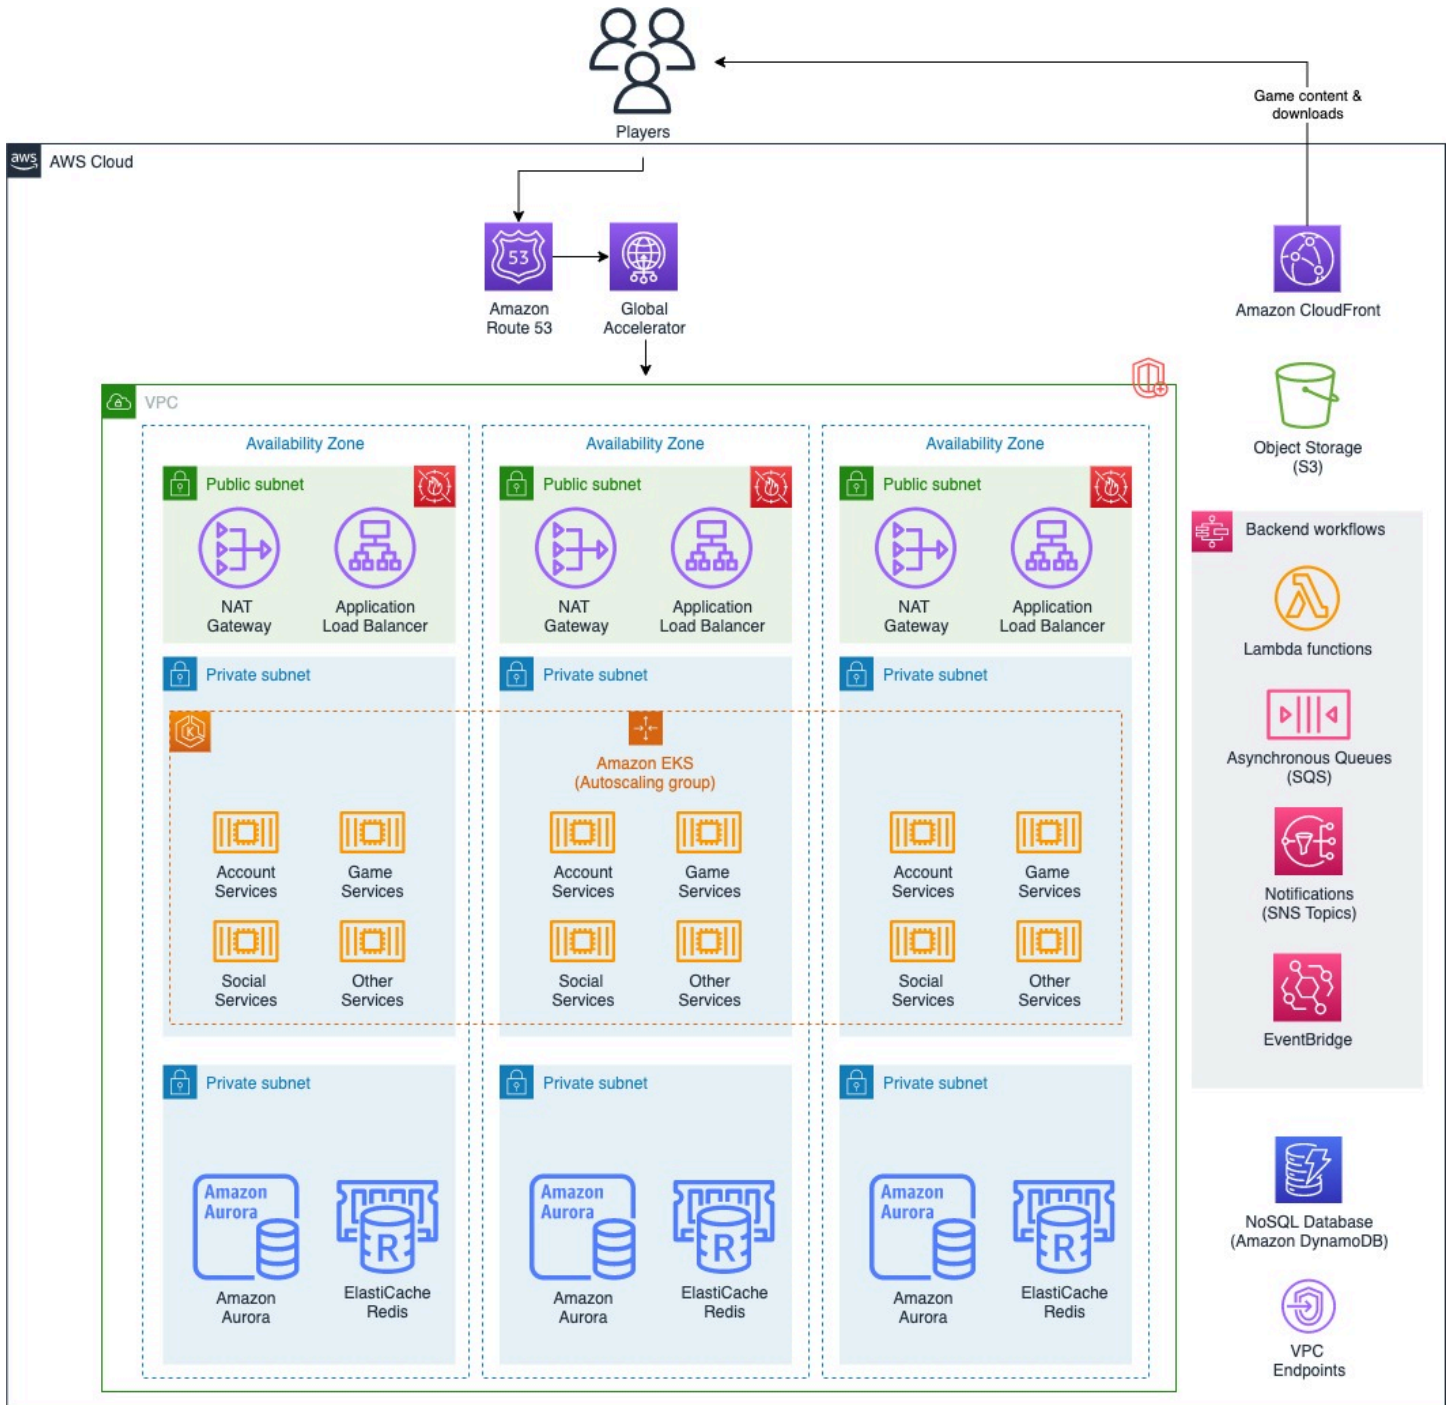 Players
Game content &
downloads
aws
AWS Cloud
53
Amazon
Route 53
Global
Accelerator
Amazon CloudFront
VPC
Availability Zone
Availability Zone
Availability Zone
Object Storage
(S3)
Public subnet
Public subnet
Public subnet
NAT
Gateway
Application
Load Balancer
NAT
Gateway
Application
Load Balancer
NAT
Gateway
Application
Load Balancer
Backend workflows
Lambda functions
Private subnet
Private subnet
Private subnet
K
Amazon EKS
(Autoscaling group)
Asynchronous Queues
(SQS)
Account
Services
Game
Services
Account
Services
Game
Services
Account
Services
Game
Services
Notifications
(SNS Topics)
Social
Services
Other
Services
Social
Services
Other
Services
Social
Services
Other
Services
EventBridge
Private subnet
Private subnet
Private subnet
Amazon
Aurora
R
Amazon
Aurora
R
Amazon
Aurora
R
Amazon
Aurora
ElastiCache
Redis
Amazon
Aurora
ElastiCache
Redis
Amazon
Aurora
ElastiCache
Redis
NoSQL Database
(Amazon DynamoDB)
VPC
Endpoints